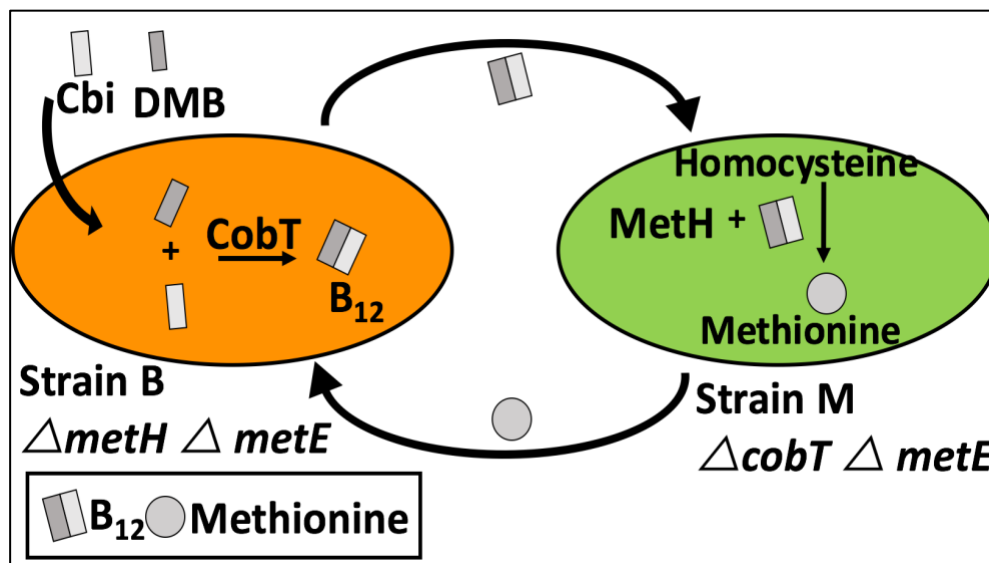 Cbi DMB
CobT
+
B₁₂
Homocysteine
MetH +
Methionine
Strain B
△metH △ metE
Strain M
△cobT △ metE
B₁₂ Methionine